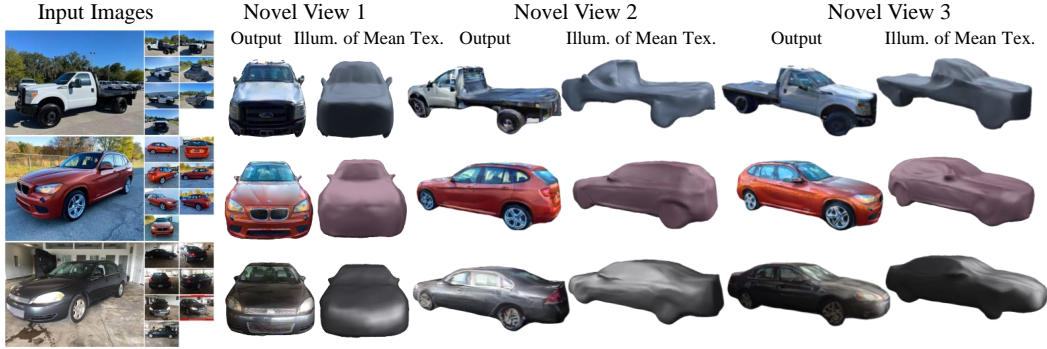 Input Images Novel View 1 Novel View 2 Novel View 3
Output Illum. of Mean Tex. Output Illum. of Mean Tex. Output Illum. of Mean Tex.